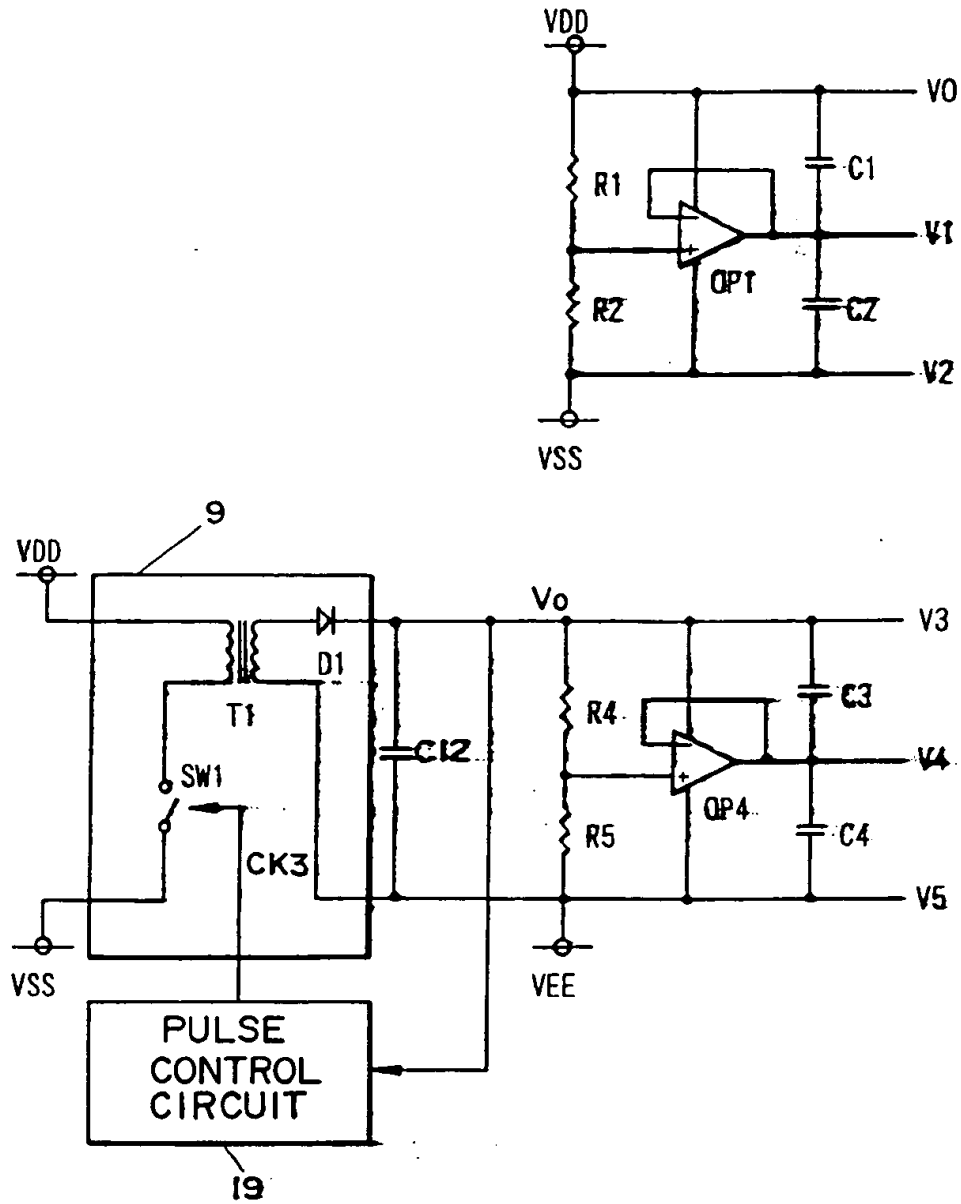 VDD
V0
R1
C1
V1
OP1
R2
C2
V2
VSS
9
VDD
Vo
V3
D1
T1
R4
C3
C12
V4
SW1
OP4
R5
C4
CK3
V5
VSS
VEE
PULSE
CONTROL
CIRCUIT
19